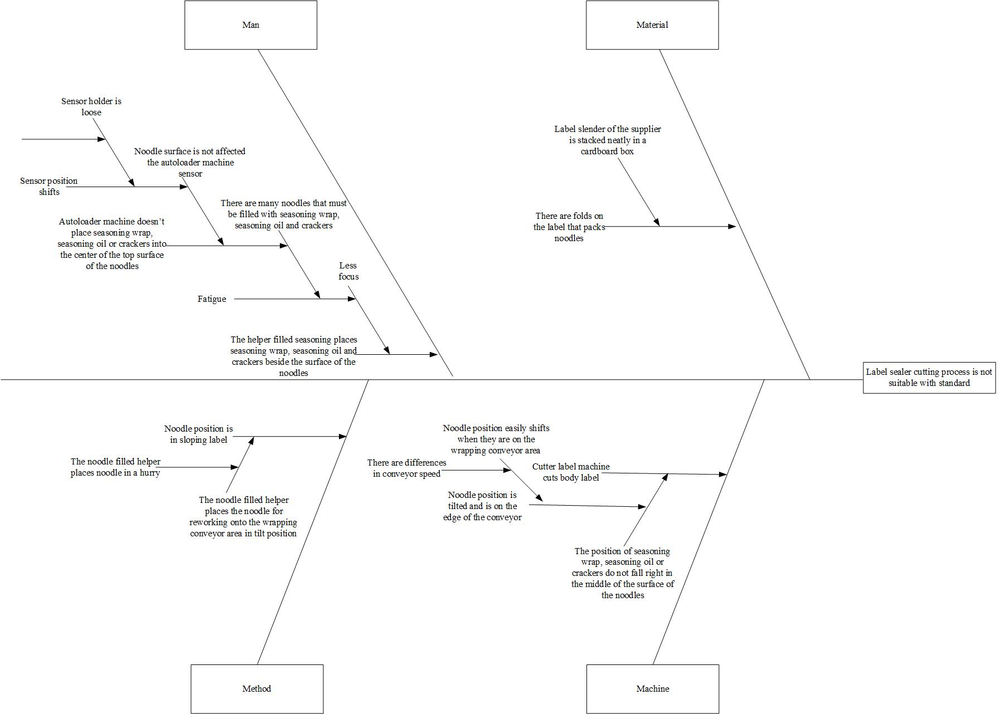 Man
Material
Sensor holder is
loose
Label slender of the supplier
is stacked neatly in a
cardboard box
Noodle surface is not affected
the autoloader machine
sensor
Sensor position
shifts
There are many noodles that must
be filled with seasoning wrap,
seasoning oil and crackers
There are folds on
the label that packs
noodles
Autoloader machine doesn’t
place seasoning wrap,
seasoning oil or crackers into
the center of the top surface
of the noodles
Less
focus
Fatigue
The helper filled seasoning places
seasoning wrap, seasoning oil and
crackers beside the surface of the
noodles
Label sealer cutting process is not
suitable with standard
Noodle position is
in sloping label
The noodle filled helper
places noodle in a hurry
The noodle filled helper
places the noodle for
reworking onto the wrapping
conveyor area in tilt position
Noodle position easily shifts
when they are on the
wrapping conveyor area
There are differences
in conveyor speed
Cutter label machine
cuts body label
Noodle position is
tilted and is on the
edge of the conveyor
The position of seasoning
wrap, seasoning oil or
crackers do not fall right in
the middle of the surface of
the noodles
Method
Machine